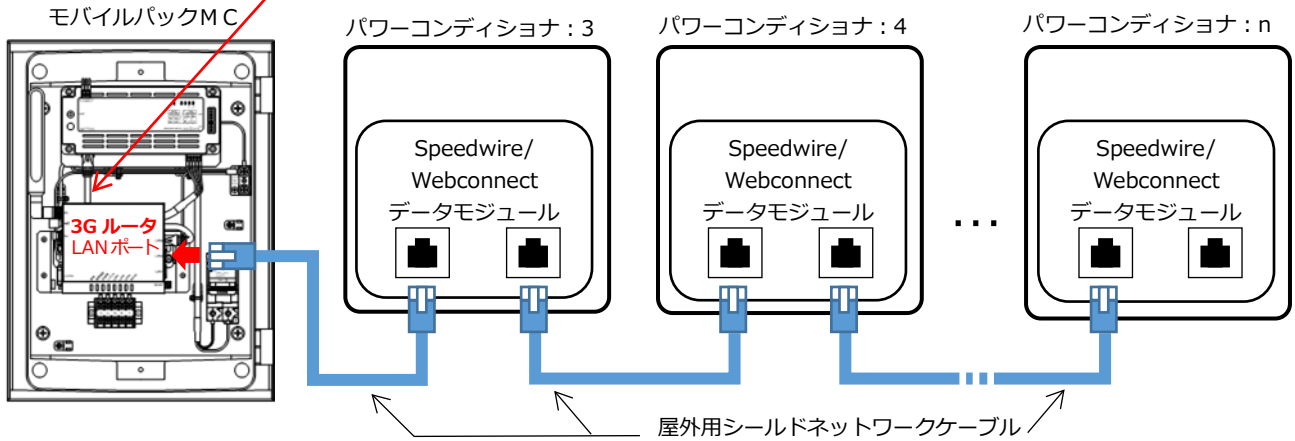 モバイルパックＭＣ
パワーコンディショナ：3
パワーコンディショナ：4
パワーコンディショナ：n
3G ルータ
LANポート
Speedwire/
Webconnect
データモジュール
Speedwire/
Webconnect
データモジュール
…
Speedwire/
Webconnect
データモジュール
屋外用シールドネットワークケーブル